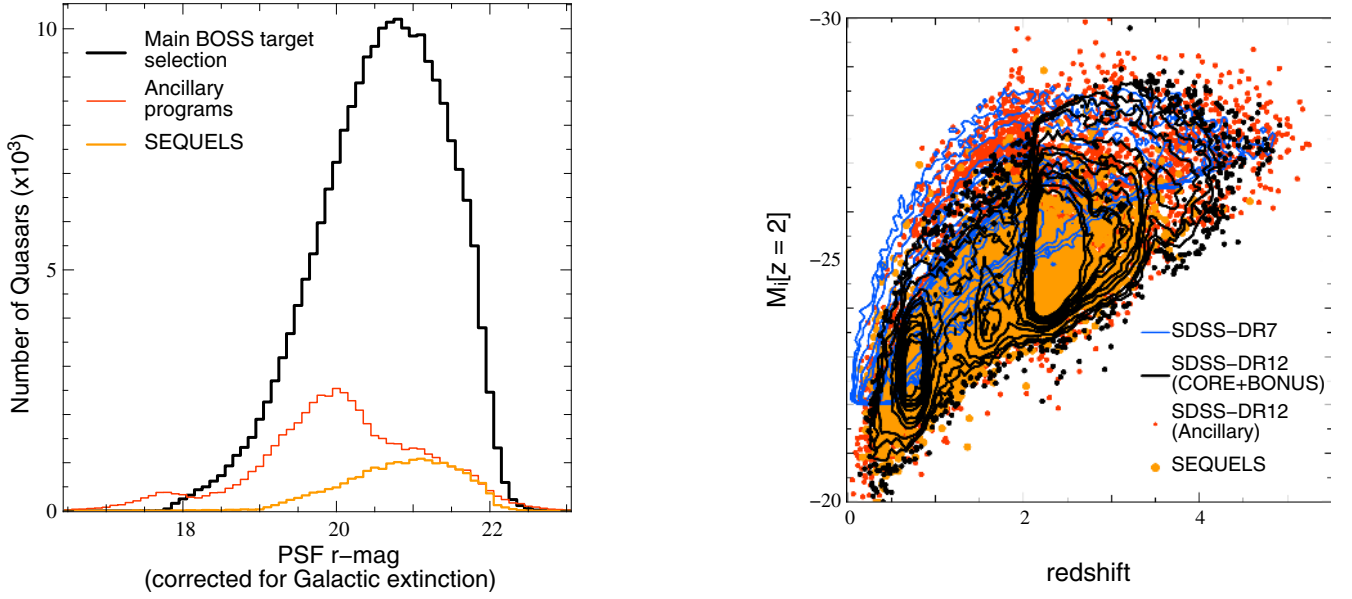 10
5
0
18
20
22
Number of Quasars (x10³)
Main BOSS target
selection
Ancillary
programs
SEQUELS
PSF r−mag
(corrected for Galactic extinction)
−30
−25
−20
0
2
4
Mᵢ[z = 2]
SDSS−DR7
SDSS−DR12
(CORE+BONUS)
SDSS−DR12
(Ancillary)
SEQUELS
redshift